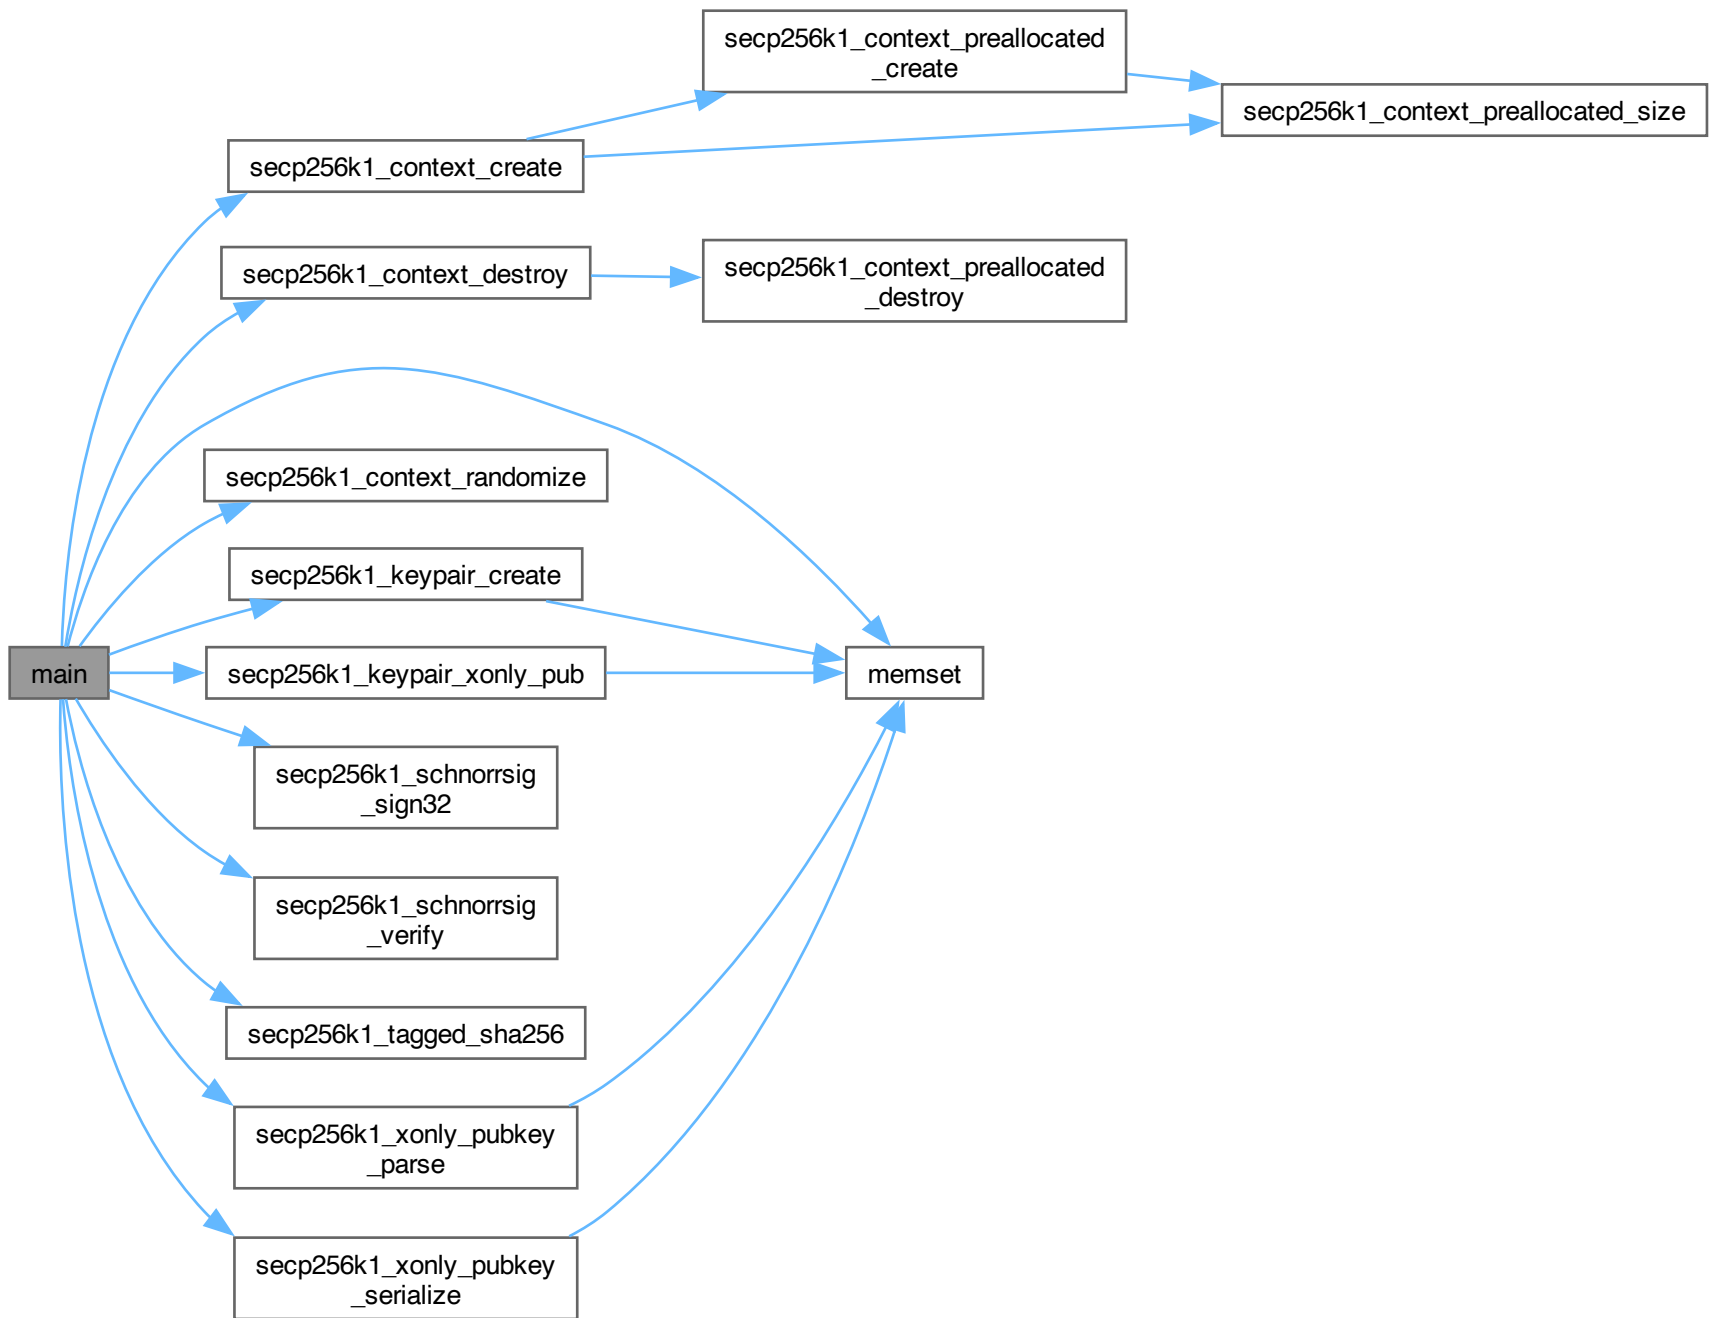 secp256k1_context_preallocated
_create
secp256k1_context_preallocated_size
secp256k1_context_create
secp256k1_context_destroy
secp256k1_context_preallocated
_destroy
secp256k1_context_randomize
secp256k1_keypair_create
main
secp256k1_keypair_xonly_pub
memset
secp256k1_schnorrsig
_sign32
secp256k1_schnorrsig
_verify
secp256k1_tagged_sha256
secp256k1_xonly_pubkey
_parse
secp256k1_xonly_pubkey
_serialize